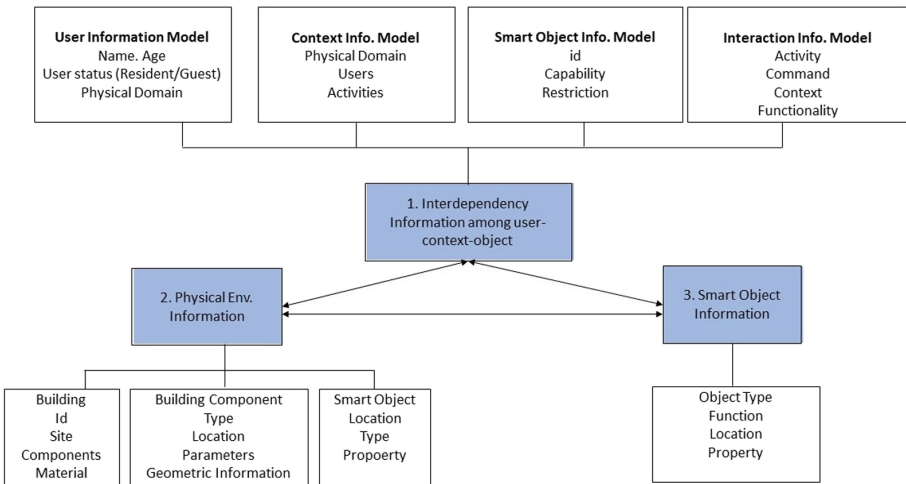 User Information Model
Name. Age
User status (Resident/Guest)
Physical Domain
Context Info. Model
Physical Domain
Users
Activities
Smart Object Info. Model
id
Capability
Restriction
Interaction Info. Model
Activity
Command
Context
Functionality
1. Interdependency
Information among user-
context-object
2. Physical Env.
Information
3. Smart Object
Information
Building
Id
Site
Components
Material
Building Component
Type
Location
Parameters
Geometric Information
Smart Object
Location
Type
Propoerty
Object Type
Function
Location
Property